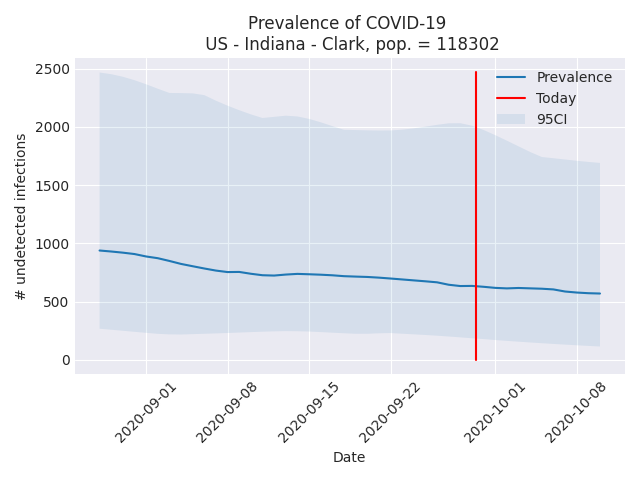 Prevalence of COVID-19
US - Indiana - Clark, pop. = 118302
2500
2000
1500
1000
500
0
# undetected infections
Prevalence
Today
95CI
2020-09-01
2020-09-08
2020-09-15
2020-09-22
2020-10-01
2020-10-08
Date